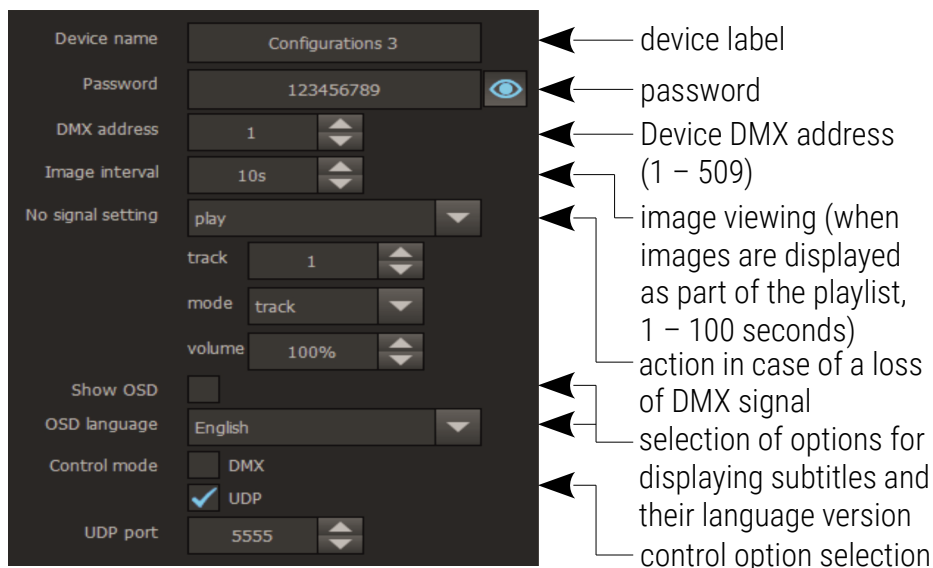 Device name Configurations 3 device label
Password 123456789 password
DMX address 1 Device DMX address
(1 – 509)
Image interval 10s
No signal setting play image viewing (when
images are displayed
as part of the playlist,
1 – 100 seconds)
track 1
mode track
volume 100%
action in case of a loss
of DMX signal
Show OSD
OSD language English
selection of options for
displaying subtitles and
their language version
Control mode DMX
UDP
UDP port 5555
control option selection